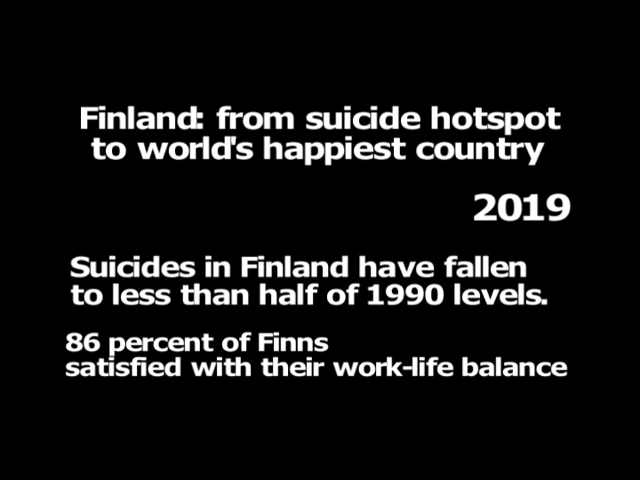 Finland: from suicide hotspot
to world's happiest country
2019
Suicides in Finland have fallen
to less than half of 1990 levels.
86 percent of Finns
satisfied with their work-life balance